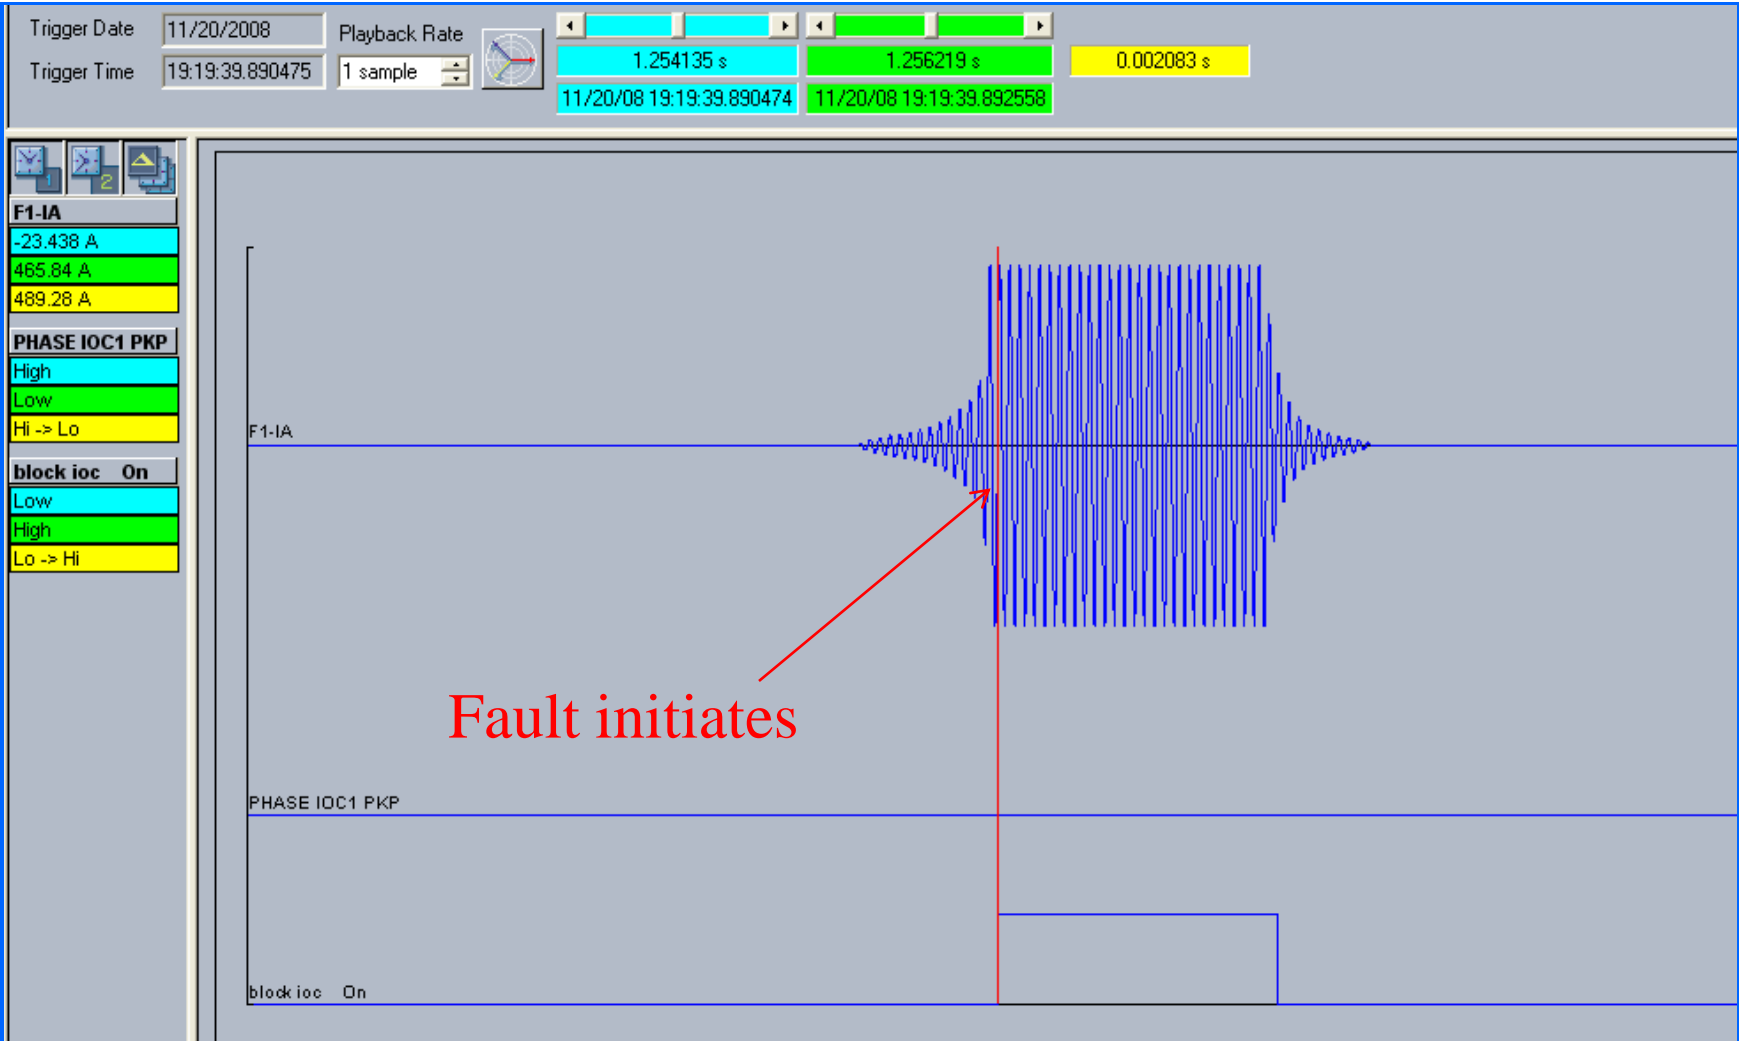 Trigger Date 11/20/2008 Playback Rate
Trigger Time 19:19:39.890475 1 sample
1.254135 s 1.256219 s 0.002083 s
11/20/08 19:19:39.890474 11/20/08 19:19:39.892558
1 2
F1-IA
-23.438 A
465.84 A
489.28 A
PHASE IOC1 PKP
High
Low
Hi -> Lo
block ioc On
Low
High
Lo -> Hi
F1-IA
Fault initiates
PHASE IOC1 PKP
block ioc On